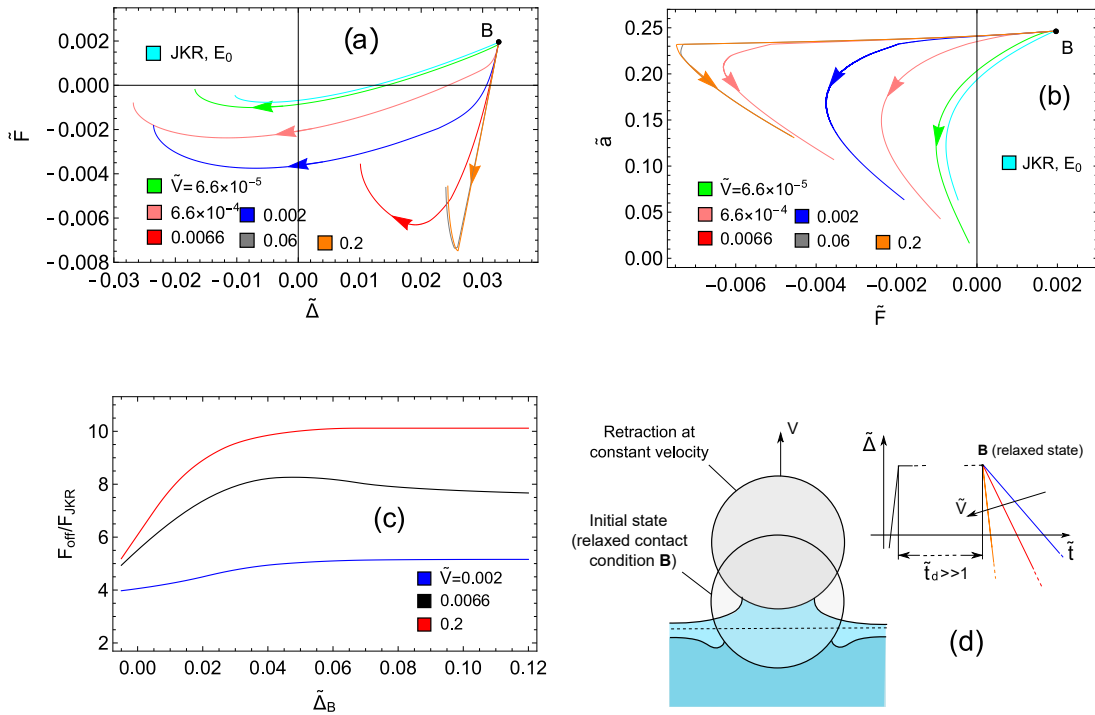 (a)
B
JKR, E₀
0.002
0.000
−0.002
−0.004
−0.006
−0.008
F̃
Ṽ=6.6×10⁻⁵
6.6×10⁻⁴
0.002
0.0066
0.06
0.2
−0.03
−0.02
−0.01
0.00
0.01
0.02
0.03
Δ̃
(b)
B
0.25
0.20
0.15
0.10
0.05
0.00
ã
JKR, E₀
Ṽ=6.6×10⁻⁵
6.6×10⁻⁴
0.002
0.0066
0.06
0.2
−0.006
−0.004
−0.002
0.000
0.002
F̃
10
8
6
4
2
F_off/F_JKR
(c)
Ṽ=0.002
0.0066
0.2
0.00
0.02
0.04
0.06
0.08
0.10
0.12
Δ̃_B
Retraction at
constant velocity
V
Initial state
(relaxed contact
condition B)
Δ̃
B (relaxed state)
Ṽ
t̃
t̃_d>>1
(d)